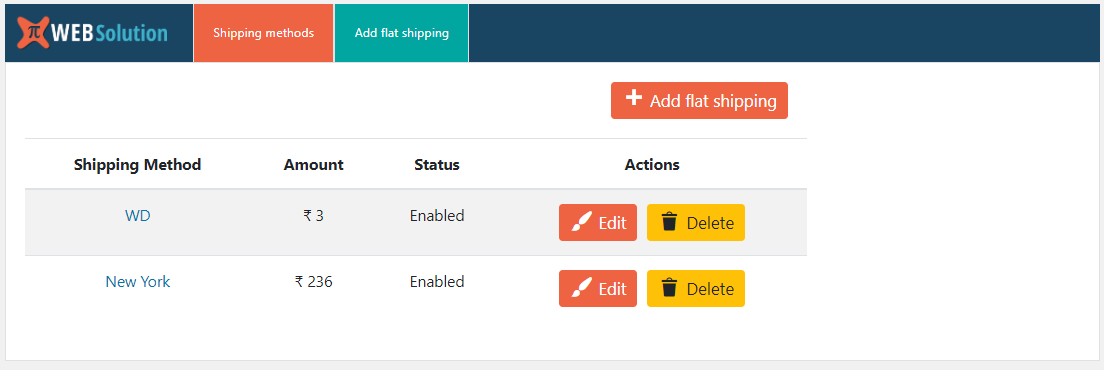 π WEBSolution Shipping methods Add flat shipping
Add flat shipping
Shipping Method Amount Status Actions
WD ₹ 3 Enabled Edit Delete
New York ₹ 236 Enabled Edit Delete